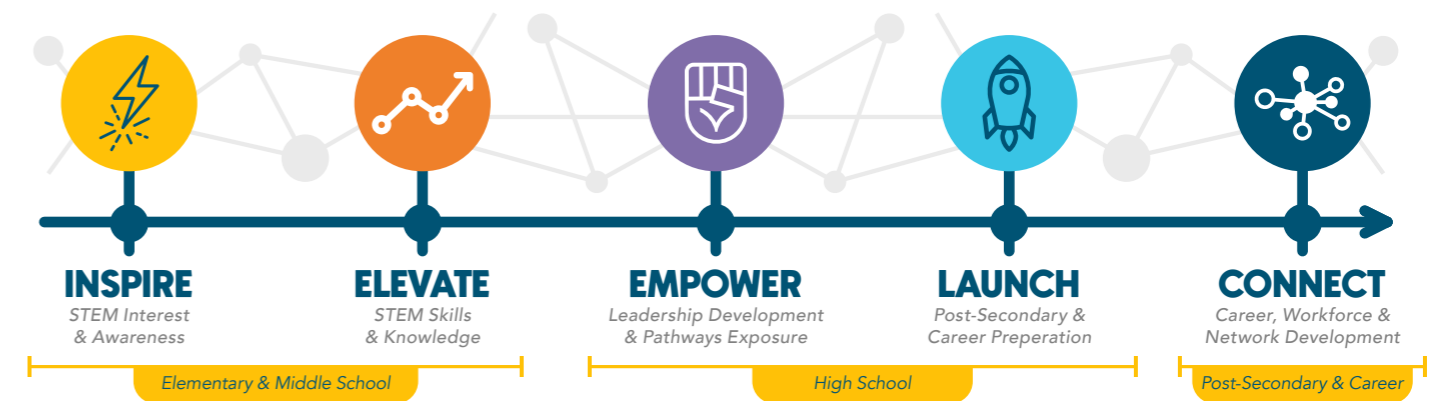 INSPIRE
STEM Interest
& Awareness
ELEVATE
STEM Skills
& Knowledge
EMPOWER
Leadership Development
& Pathways Exposure
LAUNCH
Post-Secondary &
Career Preparation
CONNECT
Career, Workforce &
Network Development
Elementary & Middle School
High School
Post-Secondary & Career